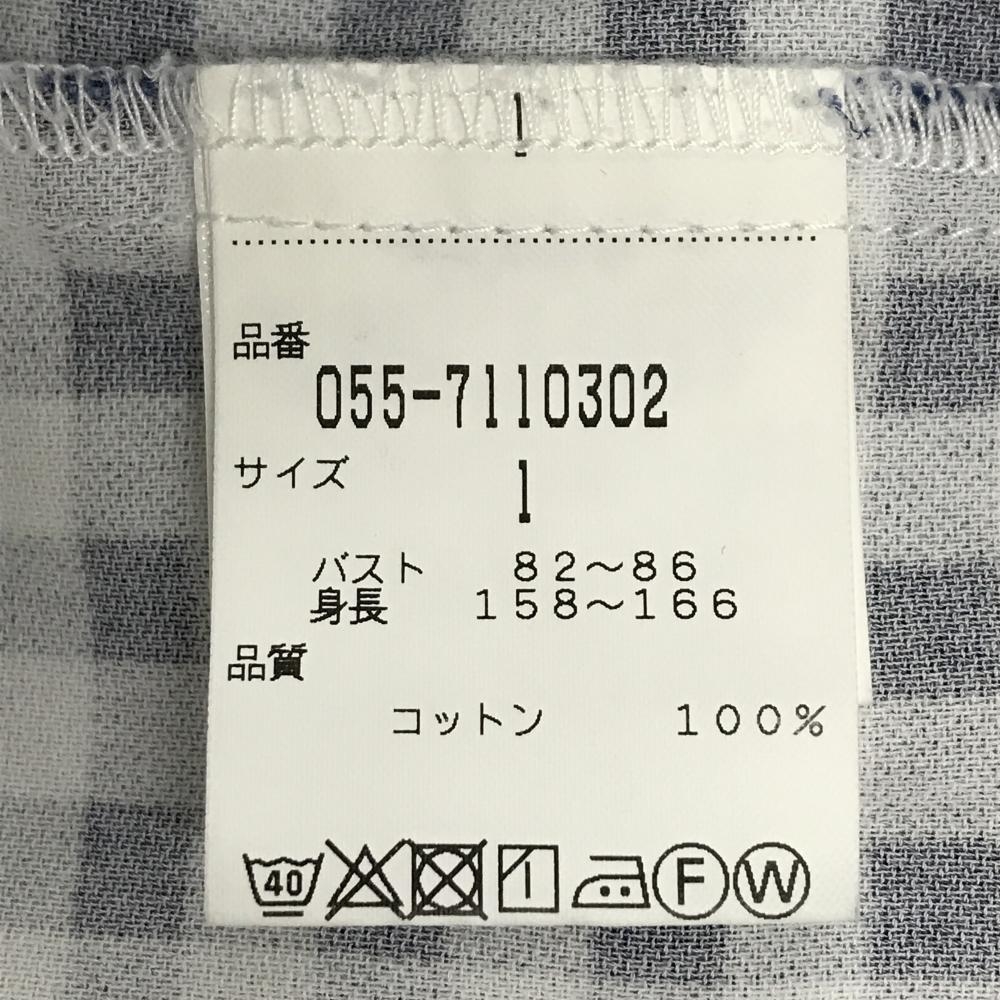 品番
055-7110302
サイズ
1
バスト 82～86
身長 158～166
品質
コットン 100%
40 F W